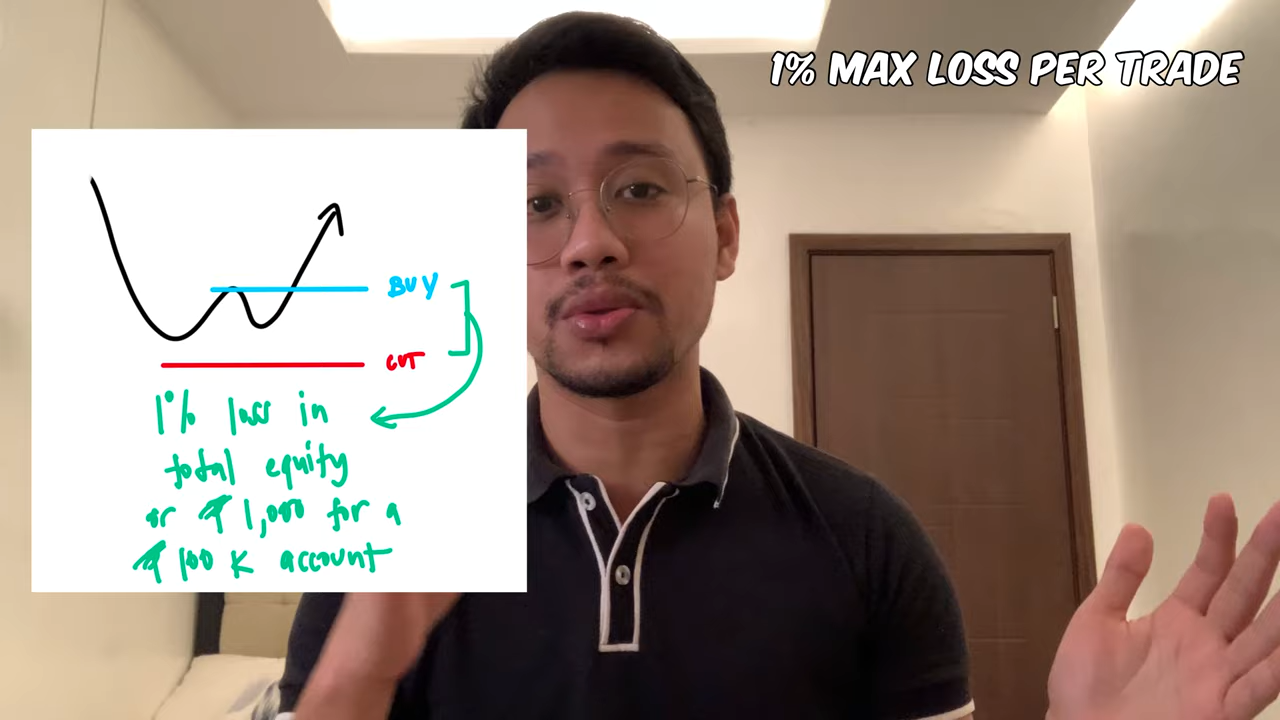 1% MAX LOSS PER TRADE
BUY
CUT
1% loss in
total equity
or ₱1,000 for a
₱100 K account